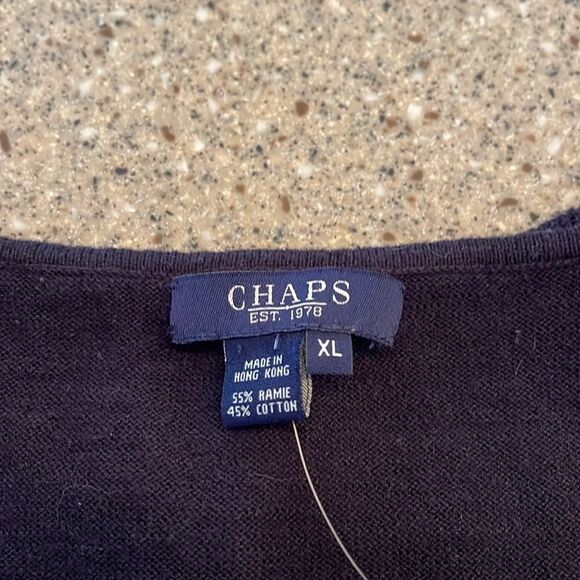 CHAPS
EST. 1978
XL
MADE IN
HONG KONG
55% RAMIE
45% COTTON